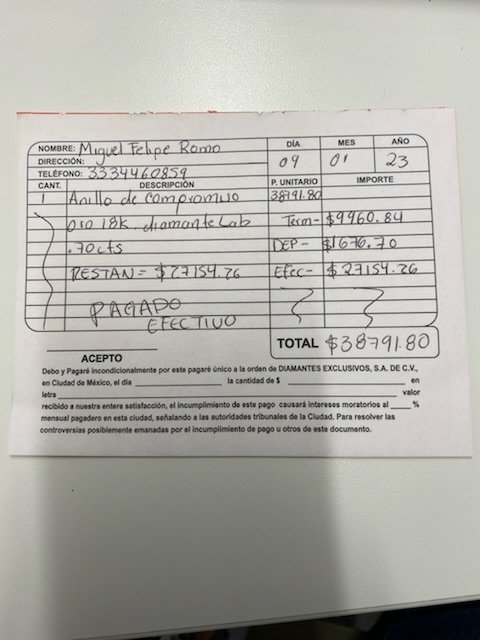 NOMBRE: Miguel Felipe Romo DÍA MES AÑO
DIRECCIÓN: 09 01 23
TELÉFONO: 3334460859
CANT. DESCRIPCIÓN P. UNITARIO IMPORTE
1 Anillo de compromiso 38791.80
oro 18k diamante Lab Term- $9960.84
.70cts DEP- $1676.70
RESTAN= $27154.26 Efec- $27154.26
PAGADO
EFECTIVO
TOTAL $38791.80
ACEPTO
Debo y Pagaré incondicionalmente por este pagaré único a la orden de DIAMANTES EXCLUSIVOS, S.A. DE C.V.,
en Ciudad de México, el día la cantidad de $ en
letra valor
recibido a nuestra entera satisfacción, el incumplimiento de este pago causará intereses moratorios al %
mensual pagadero en esta ciudad, señalando a las autoridades tribunales de la Ciudad. Para resolver las
controversias posiblemente emanadas por el incumplimiento de pago u otros de este documento.